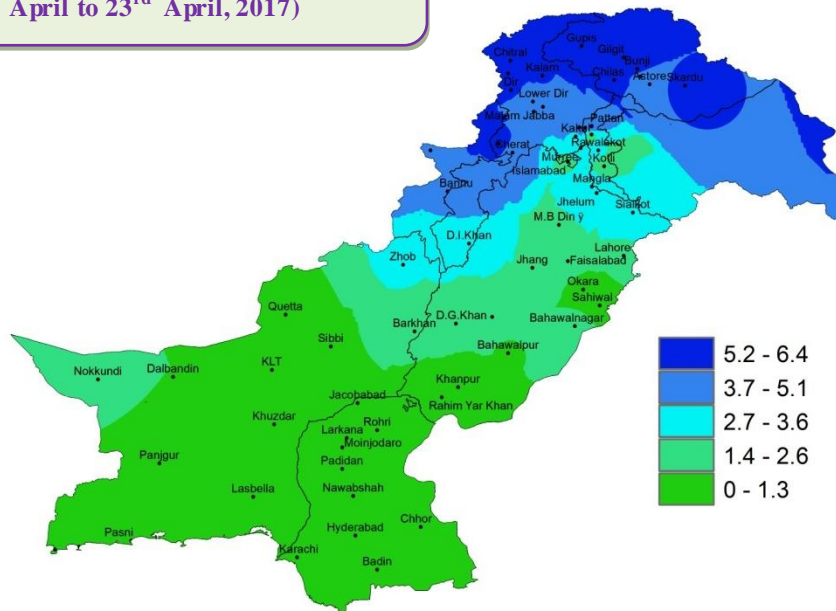 April to 23rd April, 2017)
Gupis
Gilgit
Chitral
Bunji
Kalam
Chilas
Astore
Skardu
Dir
Lower Dir
Malam Jabba
Pattan
Kakul
Rawalakot
Cherat
Murree
Kotli
Islamabad
Bannu
Mangla
Jhelum
Sialkot
M.B Din ÿ
D.I.Khan
Zhob
Lahore
Jhang
Faisalabad
Okara
Sahiwal
Quetta
D.G.Khan
Barkhan
Bahawalnagar
Sibbi
Bahawalpur
Nokkundi
Dalbandin
KLT
Khanpur
Jacobabad
Rahim Yar Khan
Khuzdar
Rohri
Larkana
Moinjodaro
Panjgur
Padidan
Lasbella
Nawabshah
Chhor
Pasni
Hyderabad
Karachi
Badin
5.2 - 6.4
3.7 - 5.1
2.7 - 3.6
1.4 - 2.6
0 - 1.3